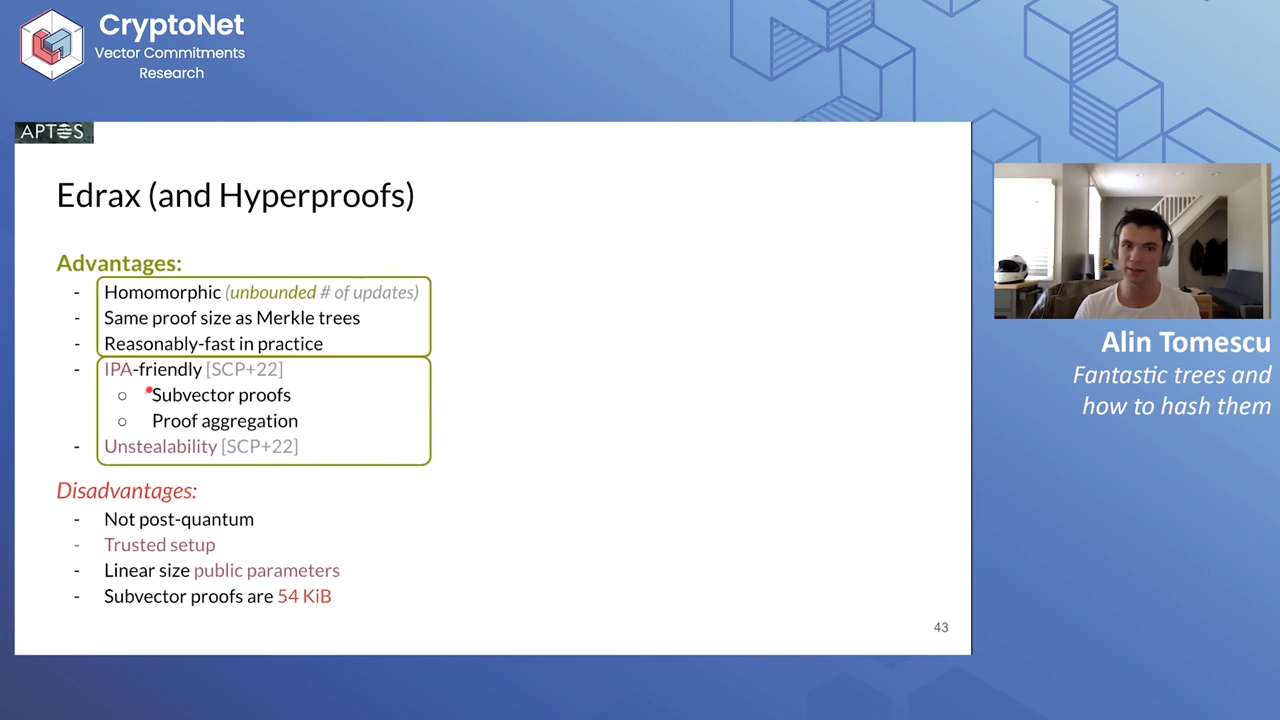 CryptoNet
Vector Commitments
Research
APTOS
Edrax (and Hyperproofs)
Advantages:
- Homomorphic (unbounded # of updates)
- Same proof size as Merkle trees
- Reasonably-fast in practice
- IPA-friendly [SCP+22]
○ Subvector proofs
○ Proof aggregation
- Unstealability [SCP+22]
Disadvantages:
- Not post-quantum
- Trusted setup
- Linear size public parameters
- Subvector proofs are 54 KiB
43
Alin Tomescu
Fantastic trees and
how to hash them